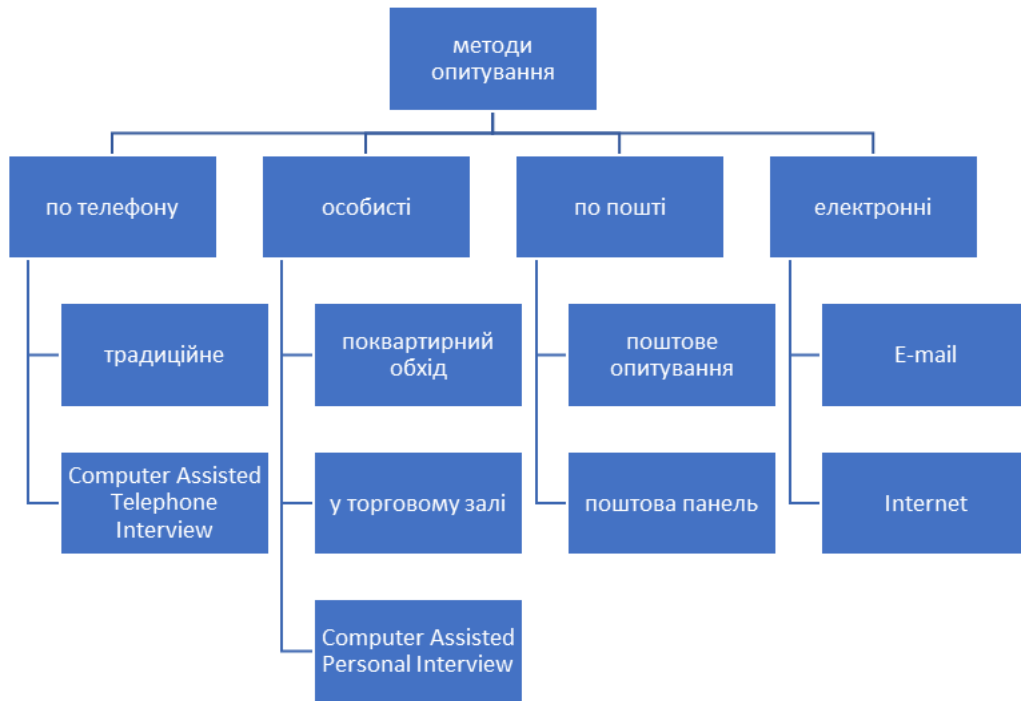 методи
опитування
по телефону
особисті
по пошті
електронні
традиційне
поквартирний
обхід
поштове
опитування
E-mail
Computer Assisted
Telephone
Interview
у торговому залі
поштова панель
Internet
Computer Assisted
Personal Interview